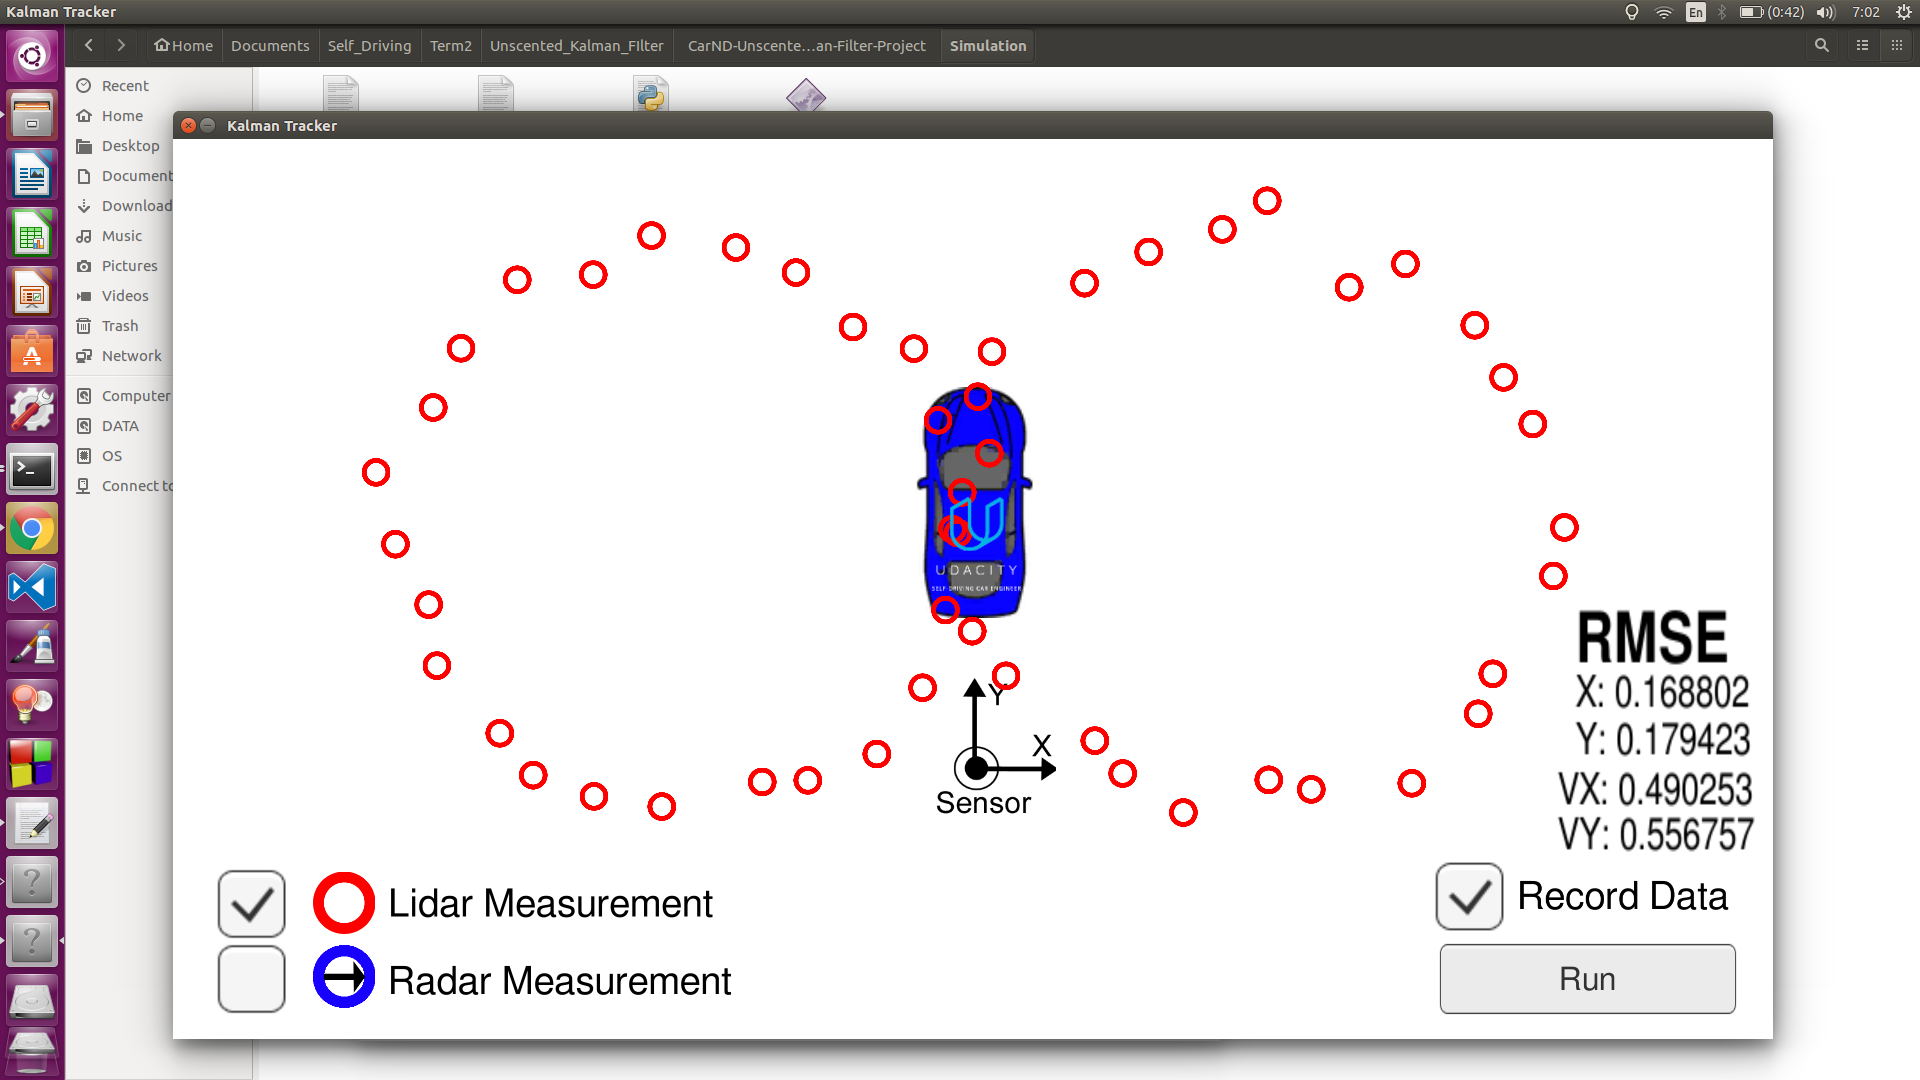 Kalman Tracker
En
(0:42)
7:02
Home
Documents
Self_Driving
Term2
Unscented_Kalman_FIlter
CarND-Unscente...an-Filter-Project
Simulation
Recent
Home
Desktop
Document
Download
Music
Pictures
Videos
Trash
Network
Computer
DATA
OS
Connect to
Kalman Tracker
UDACITY
SELF DRIVING CAR ENGINEER
Y
X
Sensor
RMSE
X: 0.168802
Y: 0.179423
VX: 0.490253
VY: 0.556757
Lidar Measurement
Radar Measurement
Record Data
Run